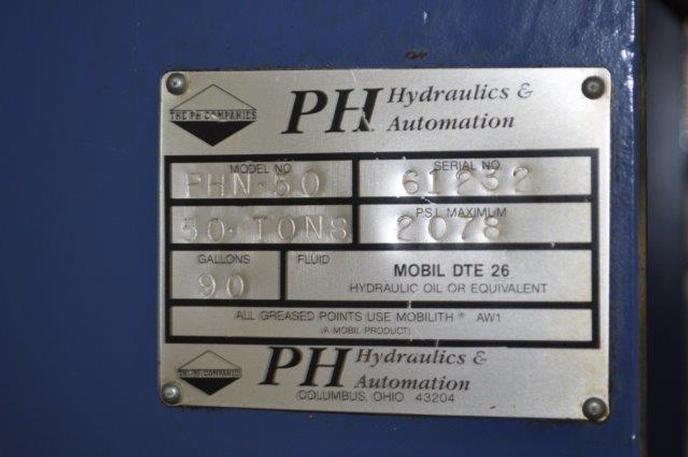 THE PH COMPANIES
PH Hydraulics &
Automation
MODEL NO SERIAL NO
PHN-50 61232
50-TONS P.S.I. MAXIMUM
2078
GALLONS FLUID
90 MOBIL DTE 26
HYDRAULIC OIL OR EQUIVALENT
ALL GREASED POINTS USE MOBILITH ® AW1
(A MOBIL PRODUCT)
THE PH COMPANIES
PH Hydraulics &
Automation
COLUMBUS, OHIO 43204